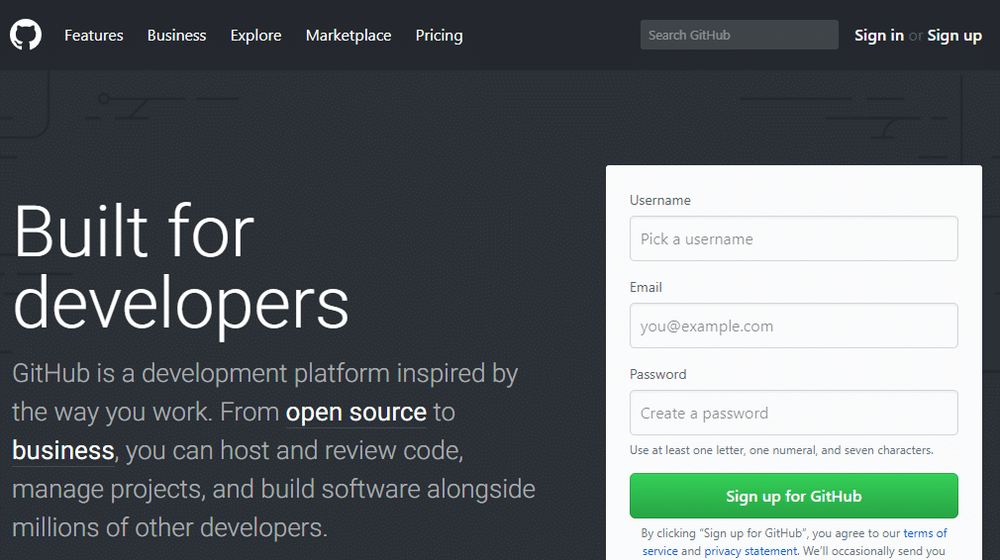 Features Business Explore Marketplace Pricing Search GitHub Sign in or Sign up
Built for
developers
GitHub is a development platform inspired by
the way you work. From open source to
business, you can host and review code,
manage projects, and build software alongside
millions of other developers.
Username
Pick a username
Email
you@example.com
Password
Create a password
Use at least one letter, one numeral, and seven characters.
Sign up for GitHub
By clicking “Sign up for GitHub”, you agree to our terms of
service and privacy statement. We’ll occasionally send you